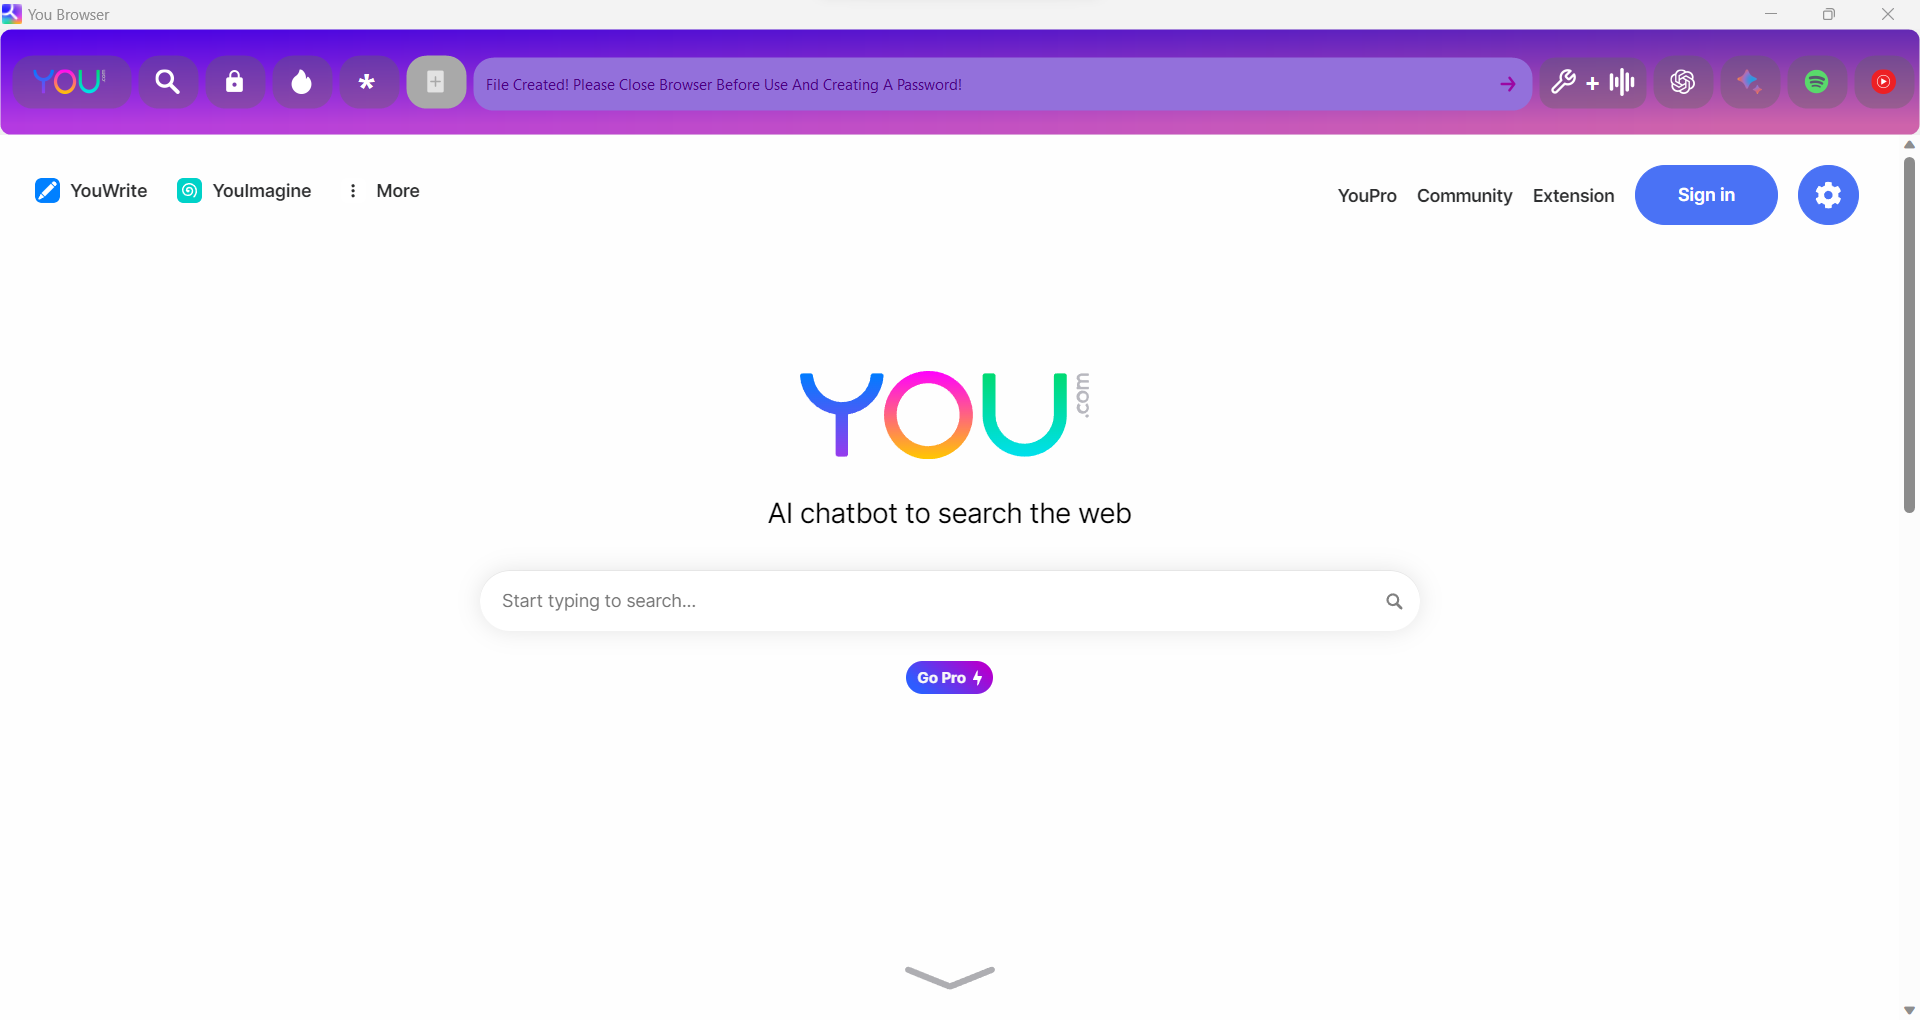 You Browser
YOU.com
File Created! Please Close Browser Before Use And Creating A Password!
YouWrite
YouImagine
More
YouPro
Community
Extension
Sign in
YOU.com
AI chatbot to search the web
Start typing to search...
Go Pro